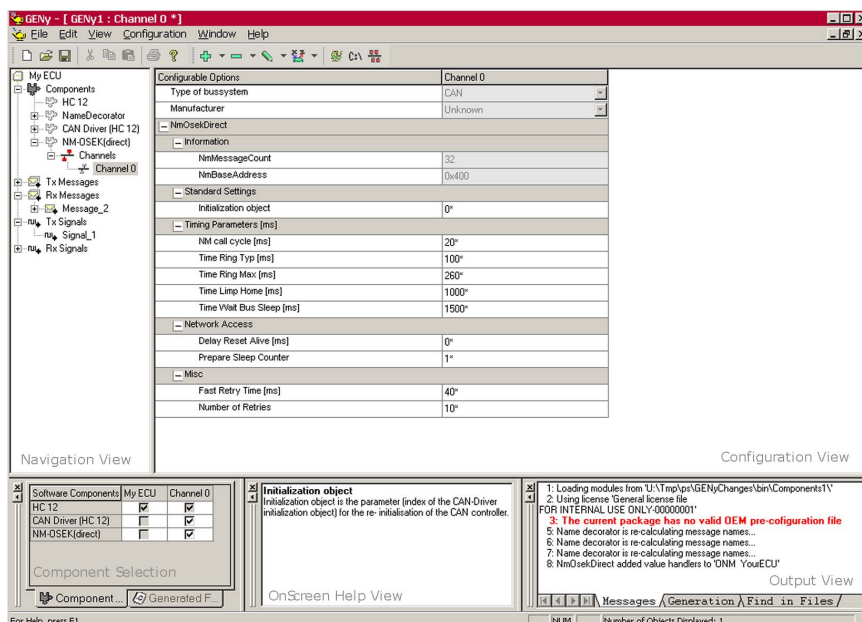 GENy - [ GENy1 : Channel 0 *]
File Edit View Configuration Window Help
My ECU
Components
HC 12
NameDecorator
CAN Driver (HC 12)
NM-OSEK(direct)
Channels
Channel 0
Tx Messages
Rx Messages
Message_2
Tx Signals
Signal_1
Rx Signals
Navigation View
Configurable Options Channel 0
Type of bussystem CAN
Manufacturer Unknown
NmOsekDirect
Information
NmMessageCount 32
NmBaseAddress 0x400
Standard Settings
Initialization object 0*
Timing Parameters [ms]
NM call cycle [ms] 20*
Time Ring Typ [ms] 100*
Time Ring Max [ms] 260*
Time Limp Home [ms] 1000*
Time Wait Bus Sleep [ms] 1500*
Network Access
Delay Reset Alive [ms] 0*
Prepare Sleep Counter 1*
Misc
Fast Retry Time [ms] 40*
Number of Retries 10*
Configuration View
Software Components My ECU Channel 0
HC 12
CAN Driver (HC 12)
NM-OSEK(direct)
Component Selection
Component ... Generated F...
Initialization object
Initialization object is the parameter (index of the CAN-Driver
initialization object) for the re- initialisation of the CAN controller.
OnScreen Help View
1: Loading modules from 'U:\Tmp\ps\GENyChanges\bin\Components1\'
2: Using license 'General license file
FOR INTERNAL USE ONLY-00000001'
3: The current package has no valid OEM pre-cofiguration file
5: Name decorator is re-calculating message names...
6: Name decorator is re-calculating message names...
7: Name decorator is re-calculating message names...
8: NmOsekDirect added value handlers to 'ONM_YourECU'
Output View
Messages Generation Find in Files
For Help, press F1 NUM Number of Objects Displayed: 1